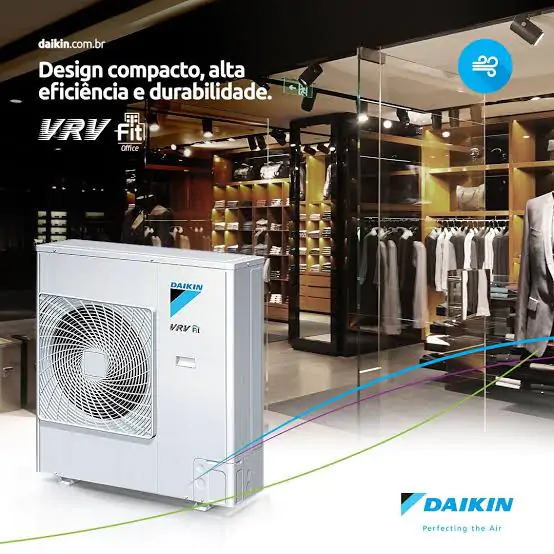 daikin.com.br
Design compacto, alta
eficiência e durabilidade.
VRV Fit
Office
DAIKIN
VRV Fit
DAIKIN
Perfecting the Air